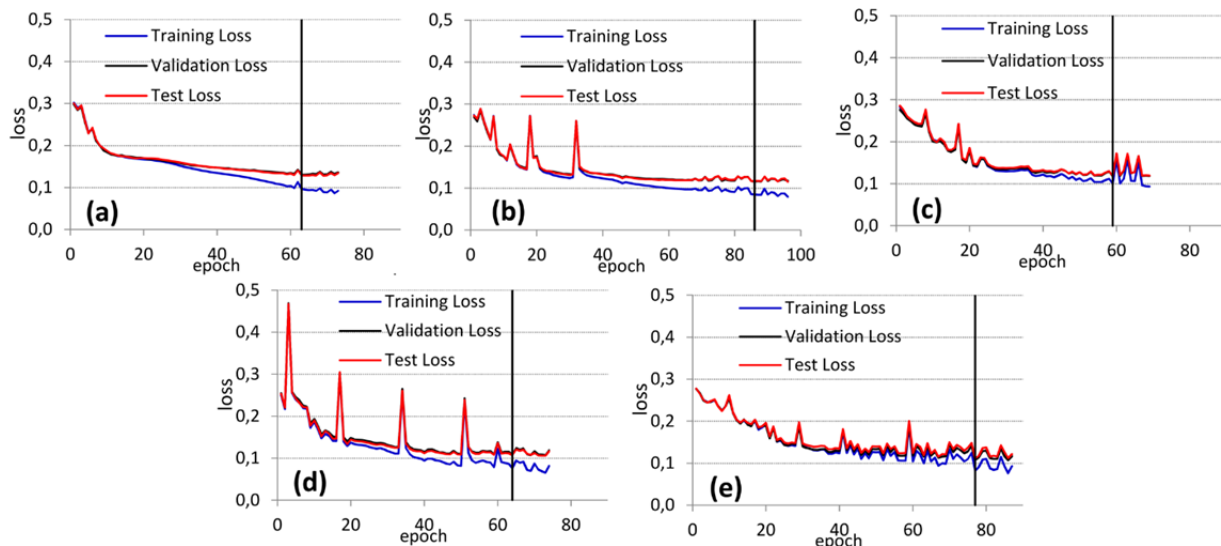 0,5
0,4
0,3
0,2
0,1
0,0
loss
Training Loss
Validation Loss
Test Loss
(a)
0 20 40 60 80
epoch
0,5
0,4
0,3
0,2
0,1
0,0
loss
Training Loss
Validation Loss
Test Loss
(b)
0 20 40 60 80 100
epoch
0,5
0,4
0,3
0,2
0,1
0,0
loss
Training Loss
Validation Loss
Test Loss
(c)
0 20 40 60 80
epoch
0,5
0,4
0,3
0,2
0,1
0,0
loss
Training Loss
Validation Loss
Test Loss
(d)
0 20 40 60 80
epoch
0,5
0,4
0,3
0,2
0,1
0,0
loss
Training Loss
Validation Loss
Test Loss
(e)
0 20 40 60 80
epoch